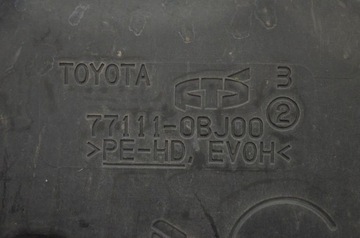 TOYOTA 3
77111-0BJ00 2
>PE-HD, EVOH<